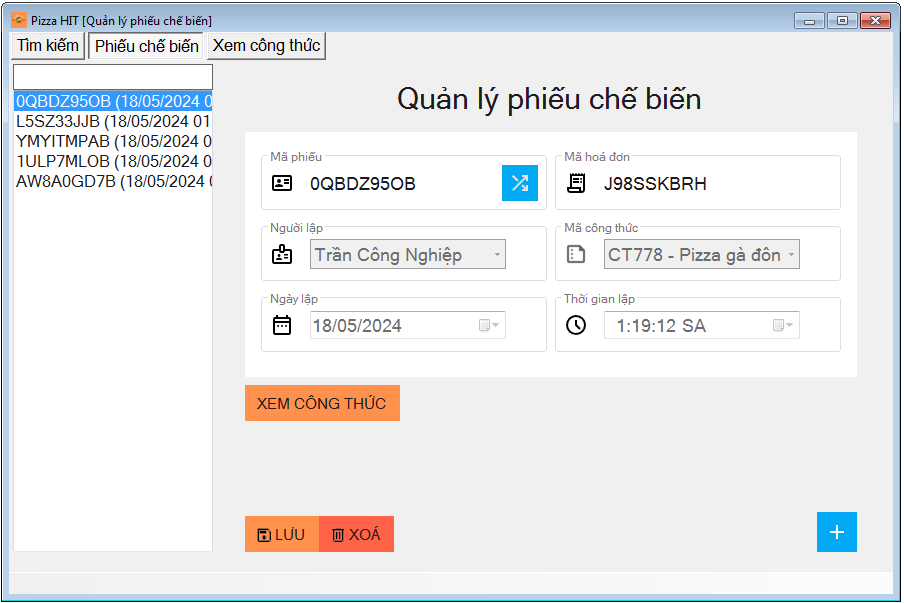 Pizza HIT [Quản lý phiếu chế biến]
Tìm kiếm Phiếu chế biến Xem công thức
0QBDZ95OB (18/05/2024 0
L5SZ33JJB (18/05/2024 01
YMYITMPAB (18/05/2024 0
1ULP7MLOB (18/05/2024 0
AW8A0GD7B (18/05/2024 0
Quản lý phiếu chế biến
Mã phiếu
0QBDZ95OB
Mã hoá đơn
J98SSKBRH
Người lập
Trần Công Nghiệp
Mã công thức
CT778 - Pizza gà đôn
Ngày lập
18/05/2024
Thời gian lập
1:19:12 SA
XEM CÔNG THỨC
LƯU XOÁ